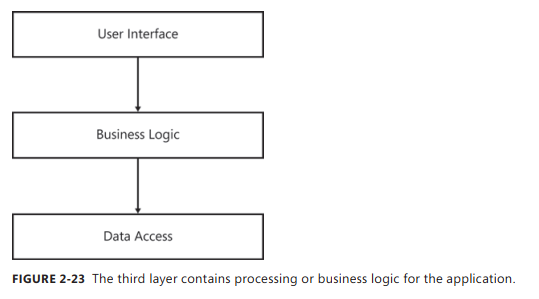 User Interface
Business Logic
Data Access
FIGURE 2-23 The third layer contains processing or business logic for the application.